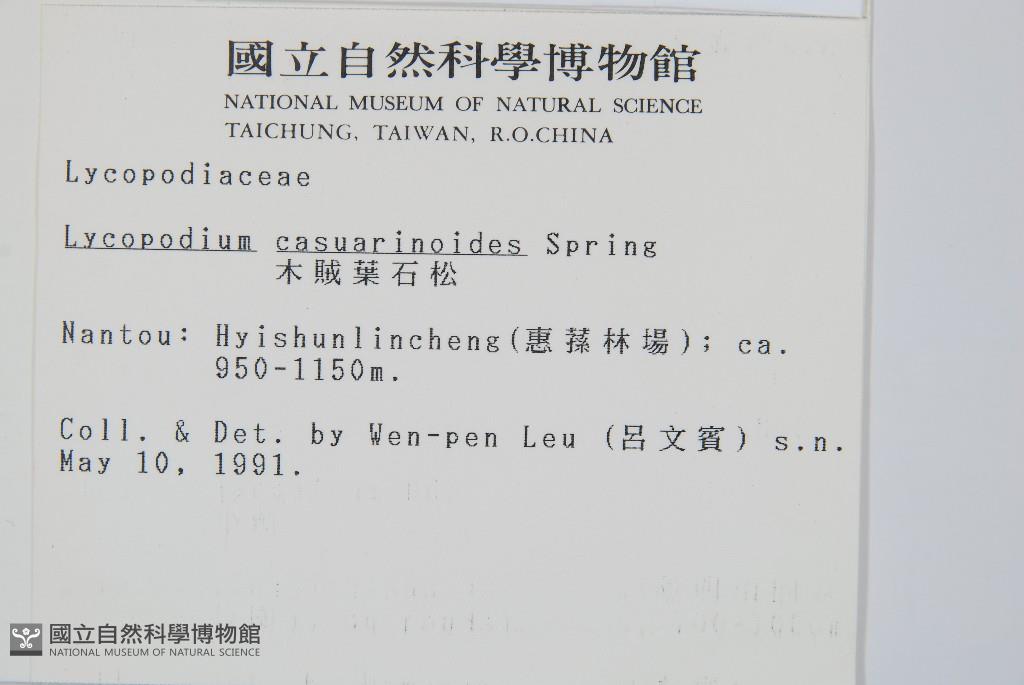 國立自然科學博物館
NATIONAL MUSEUM OF NATURAL SCIENCE
TAICHUNG, TAIWAN, R.O.CHINA
Lycopodiaceae
Lycopodium casuarinoides Spring
木賊葉石松
Nantou: Hyishunlincheng(惠蓀林場); ca.
950-1150m.
Coll. & Det. by Wen-pen Leu (呂文賓) s.n.
May 10, 1991.
國立自然科學博物館
NATIONAL MUSEUM OF NATURAL SCIENCE